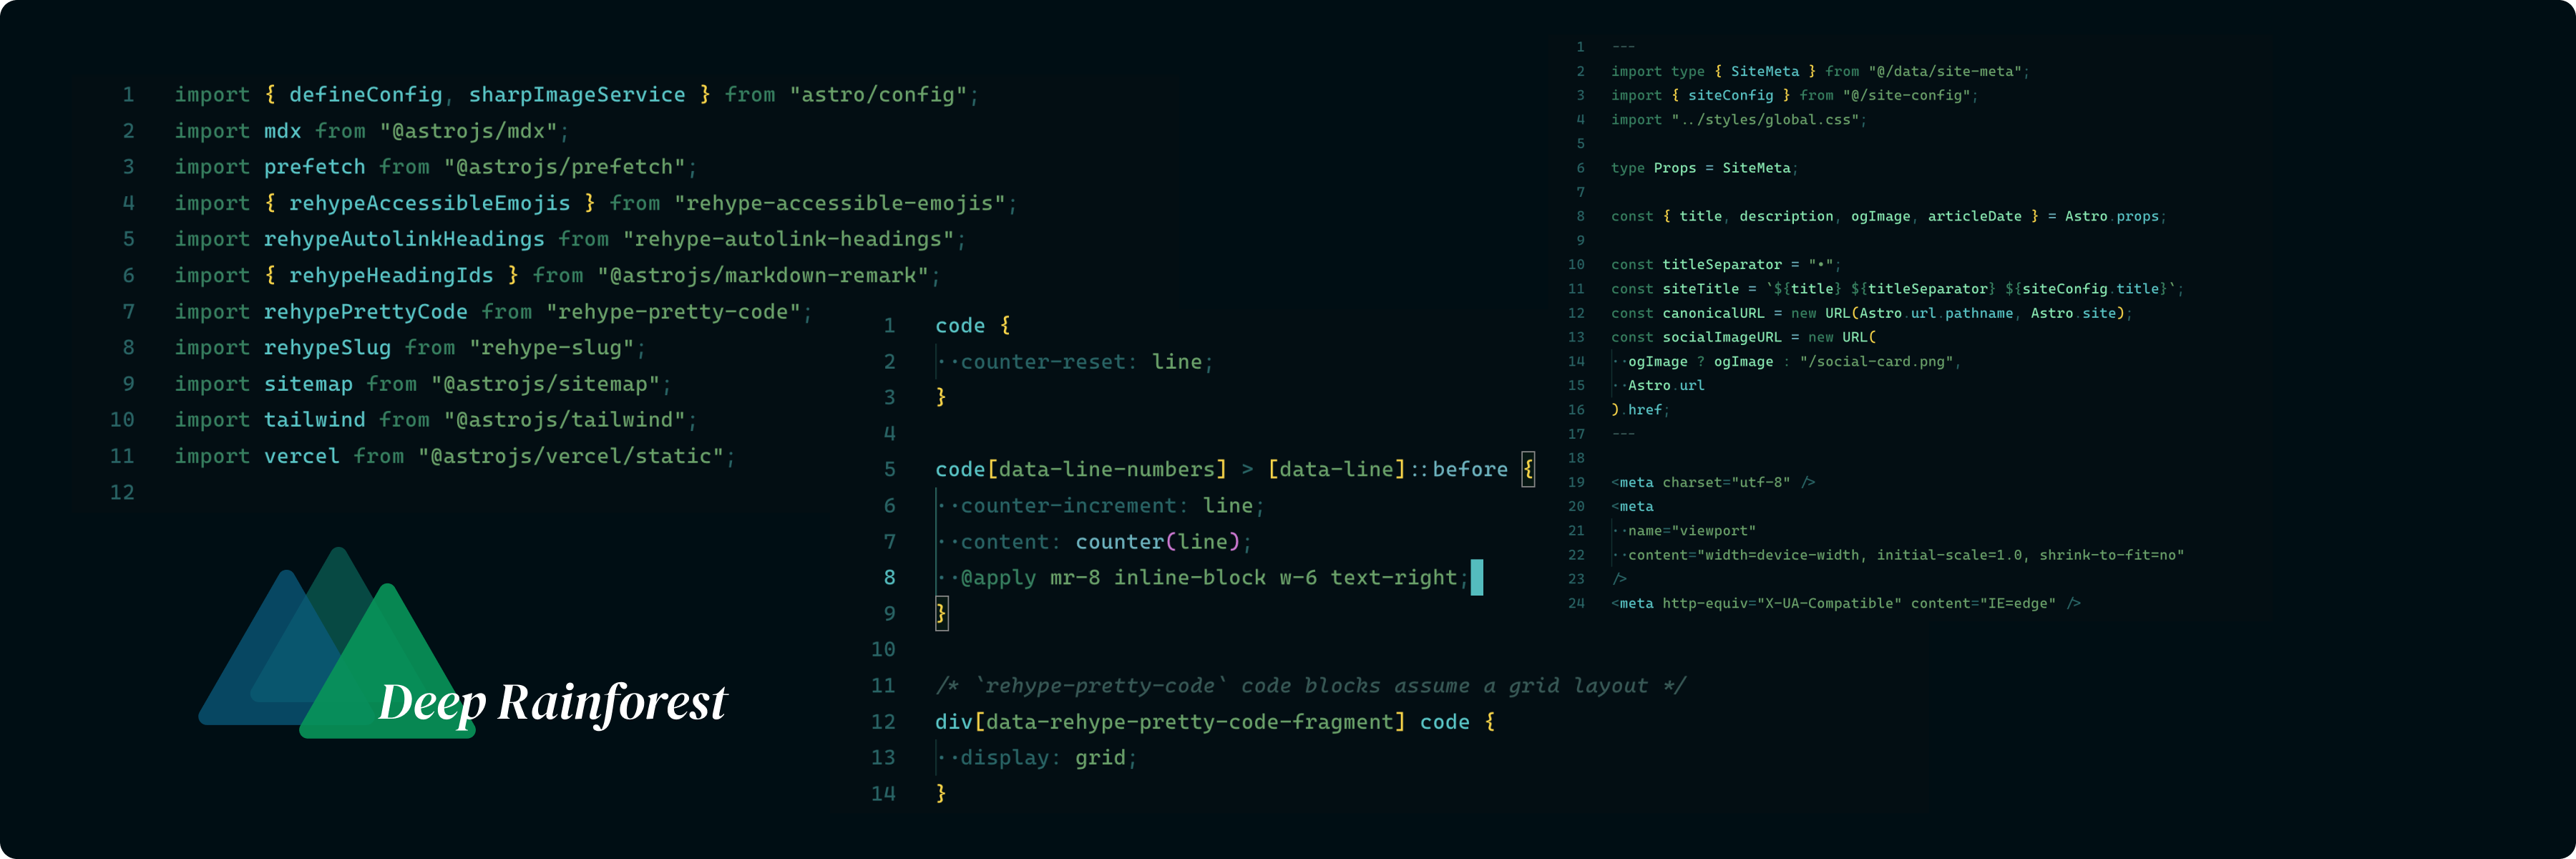 1 import { defineConfig, sharpImageService } from "astro/config";
2 import mdx from "@astrojs/mdx";
3 import prefetch from "@astrojs/prefetch";
4 import { rehypeAccessibleEmojis } from "rehype-accessible-emojis";
5 import rehypeAutolinkHeadings from "rehype-autolink-headings";
6 import { rehypeHeadingIds } from "@astrojs/markdown-remark";
7 import rehypePrettyCode from "rehype-pretty-code";
8 import rehypeSlug from "rehype-slug";
9 import sitemap from "@astrojs/sitemap";
10 import tailwind from "@astrojs/tailwind";
11 import vercel from "@astrojs/vercel/static";
12
Deep Rainforest
1 code {
2 ··counter-reset: line;
3 }
4
5 code[data-line-numbers] > [data-line]::before {
6 ··counter-increment: line;
7 ··content: counter(line);
8 ··@apply mr-8 inline-block w-6 text-right;
9 }
10
11 /* `rehype-pretty-code` code blocks assume a grid layout */
12 div[data-rehype-pretty-code-fragment] code {
13 ··display: grid;
14 }
1 ---
2 import type { SiteMeta } from "@/data/site-meta";
3 import { siteConfig } from "@/site-config";
4 import "../styles/global.css";
5
6 type Props = SiteMeta;
7
8 const { title, description, ogImage, articleDate } = Astro.props;
9
10 const titleSeparator = "•";
11 const siteTitle = `${title} ${titleSeparator} ${siteConfig.title}`;
12 const canonicalURL = new URL(Astro.url.pathname, Astro.site);
13 const socialImageURL = new URL(
14 ··ogImage ? ogImage : "/social-card.png",
15 ··Astro.url
16 ).href;
17 ---
18
19 <meta charset="utf-8" />
20 <meta
21 ··name="viewport"
22 ··content="width=device-width, initial-scale=1.0, shrink-to-fit=no"
23 />
24 <meta http-equiv="X-UA-Compatible" content="IE=edge" />